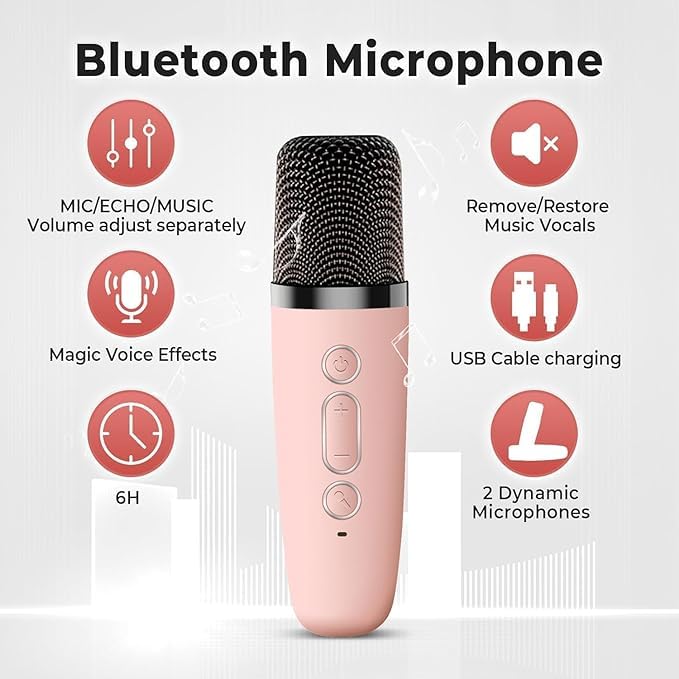 Bluetooth Microphone
MIC/ECHO/MUSIC
Volume adjust separately
Remove/Restore
Music Vocals
Magic Voice Effects
USB Cable charging
6H
2 Dynamic
Microphones